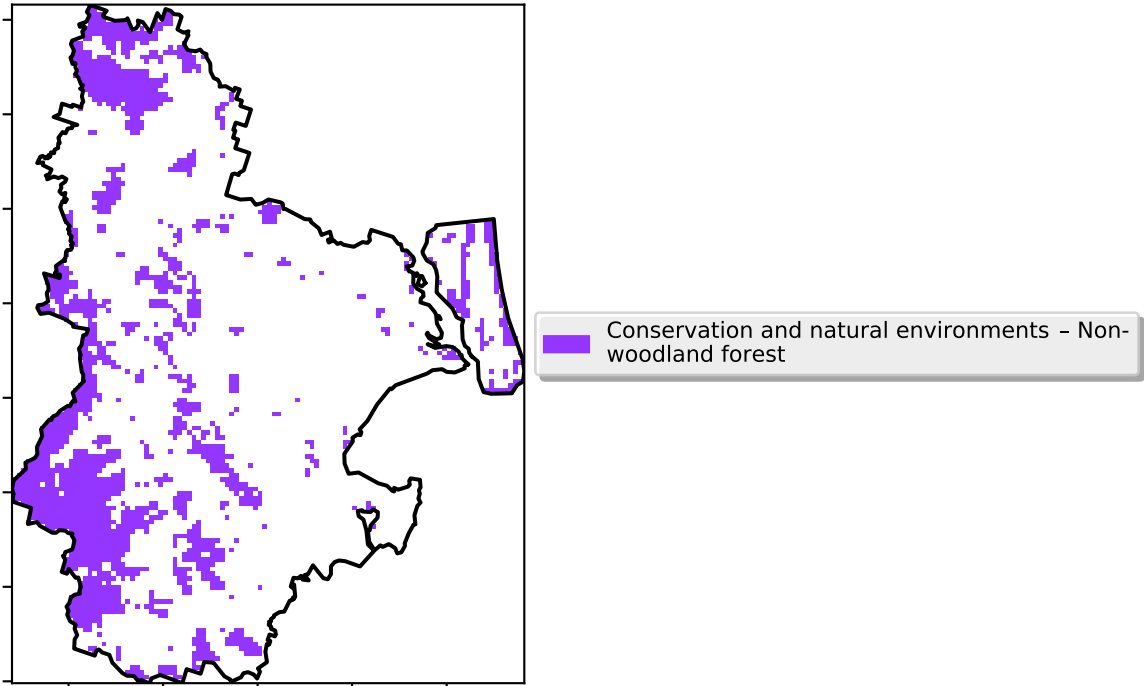 Conservation and natural environments – Non-
woodland forest